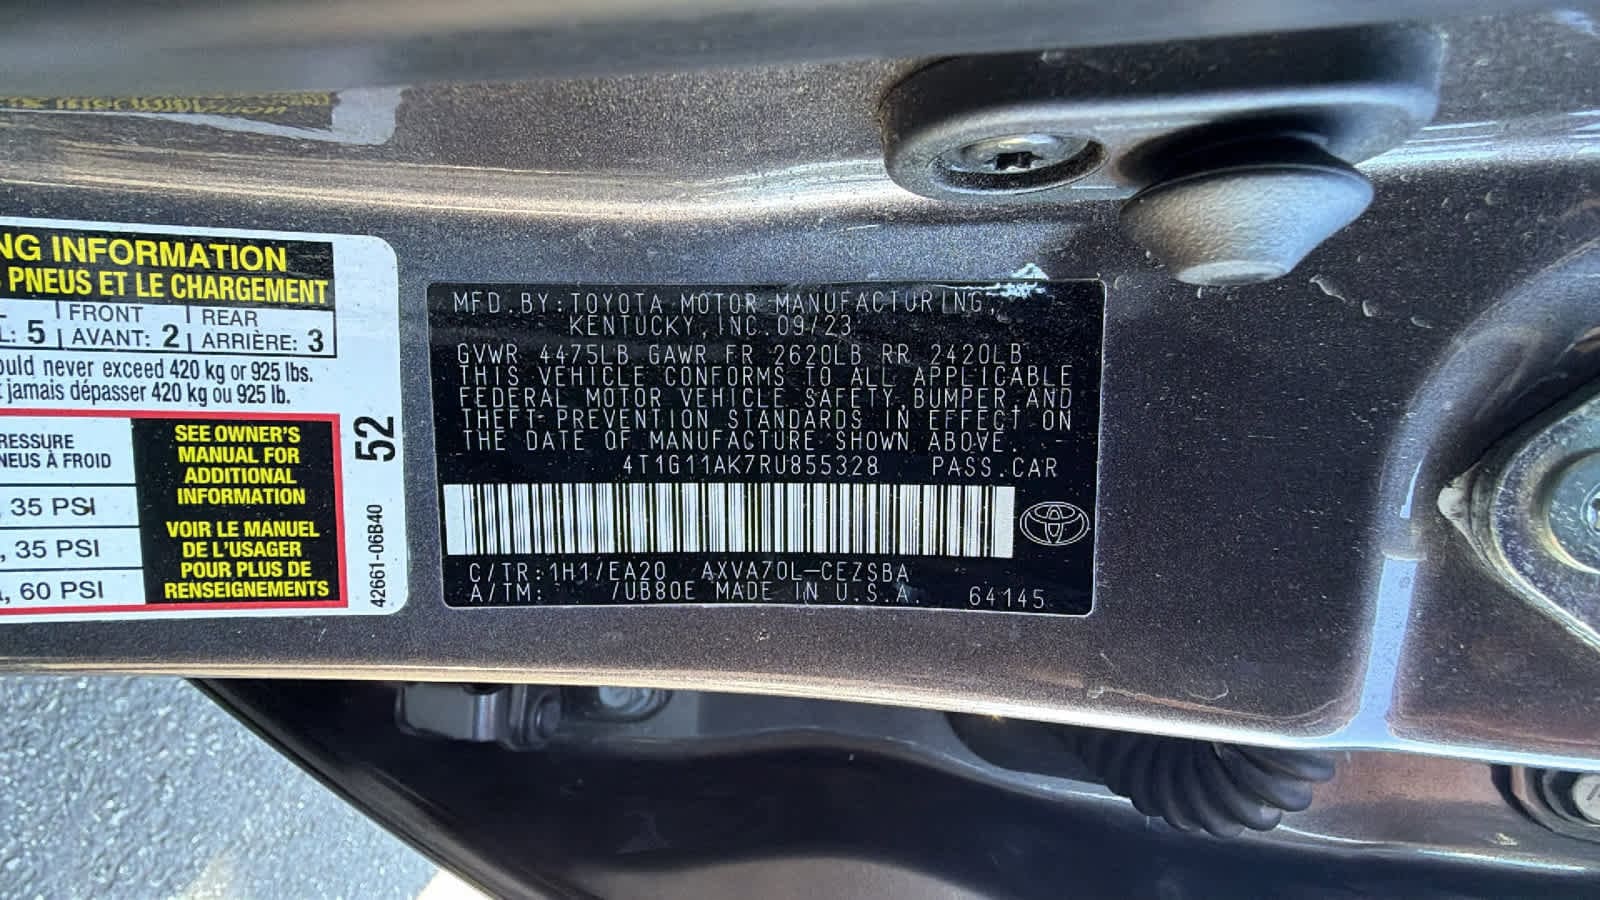 NG INFORMATION
PNEUS ET LE CHARGEMENT
L: 5 | FRONT AVANT: 2 | REAR ARRIÈRE: 3
ould never exceed 420 kg or 925 lbs.
jamais dépasser 420 kg ou 925 lb.
RESSURE
NEUS À FROID
, 35 PSI
, 35 PSI
, 60 PSI
SEE OWNER'S
MANUAL FOR
ADDITIONAL
INFORMATION
VOIR LE MANUEL
DE L'USAGER
POUR PLUS DE
RENSEIGNEMENTS
52
42661-06B40
MFD. BY: TOYOTA MOTOR MANUFACTURING,
KENTUCKY, INC. 09/23
GVWR 4475LB GAWR FR 2620LB RR 2420LB
THIS VEHICLE CONFORMS TO ALL APPLICABLE
FEDERAL MOTOR VEHICLE SAFETY, BUMPER, AND
THEFT PREVENTION STANDARDS IN EFFECT ON
THE DATE OF MANUFACTURE SHOWN ABOVE.
4T1G11AK7RU855328 PASS. CAR
C/TR: 1H1/EA20 AXVA70L-CEZSBA
A/TM: /UB80E MADE IN U.S.A. 64145